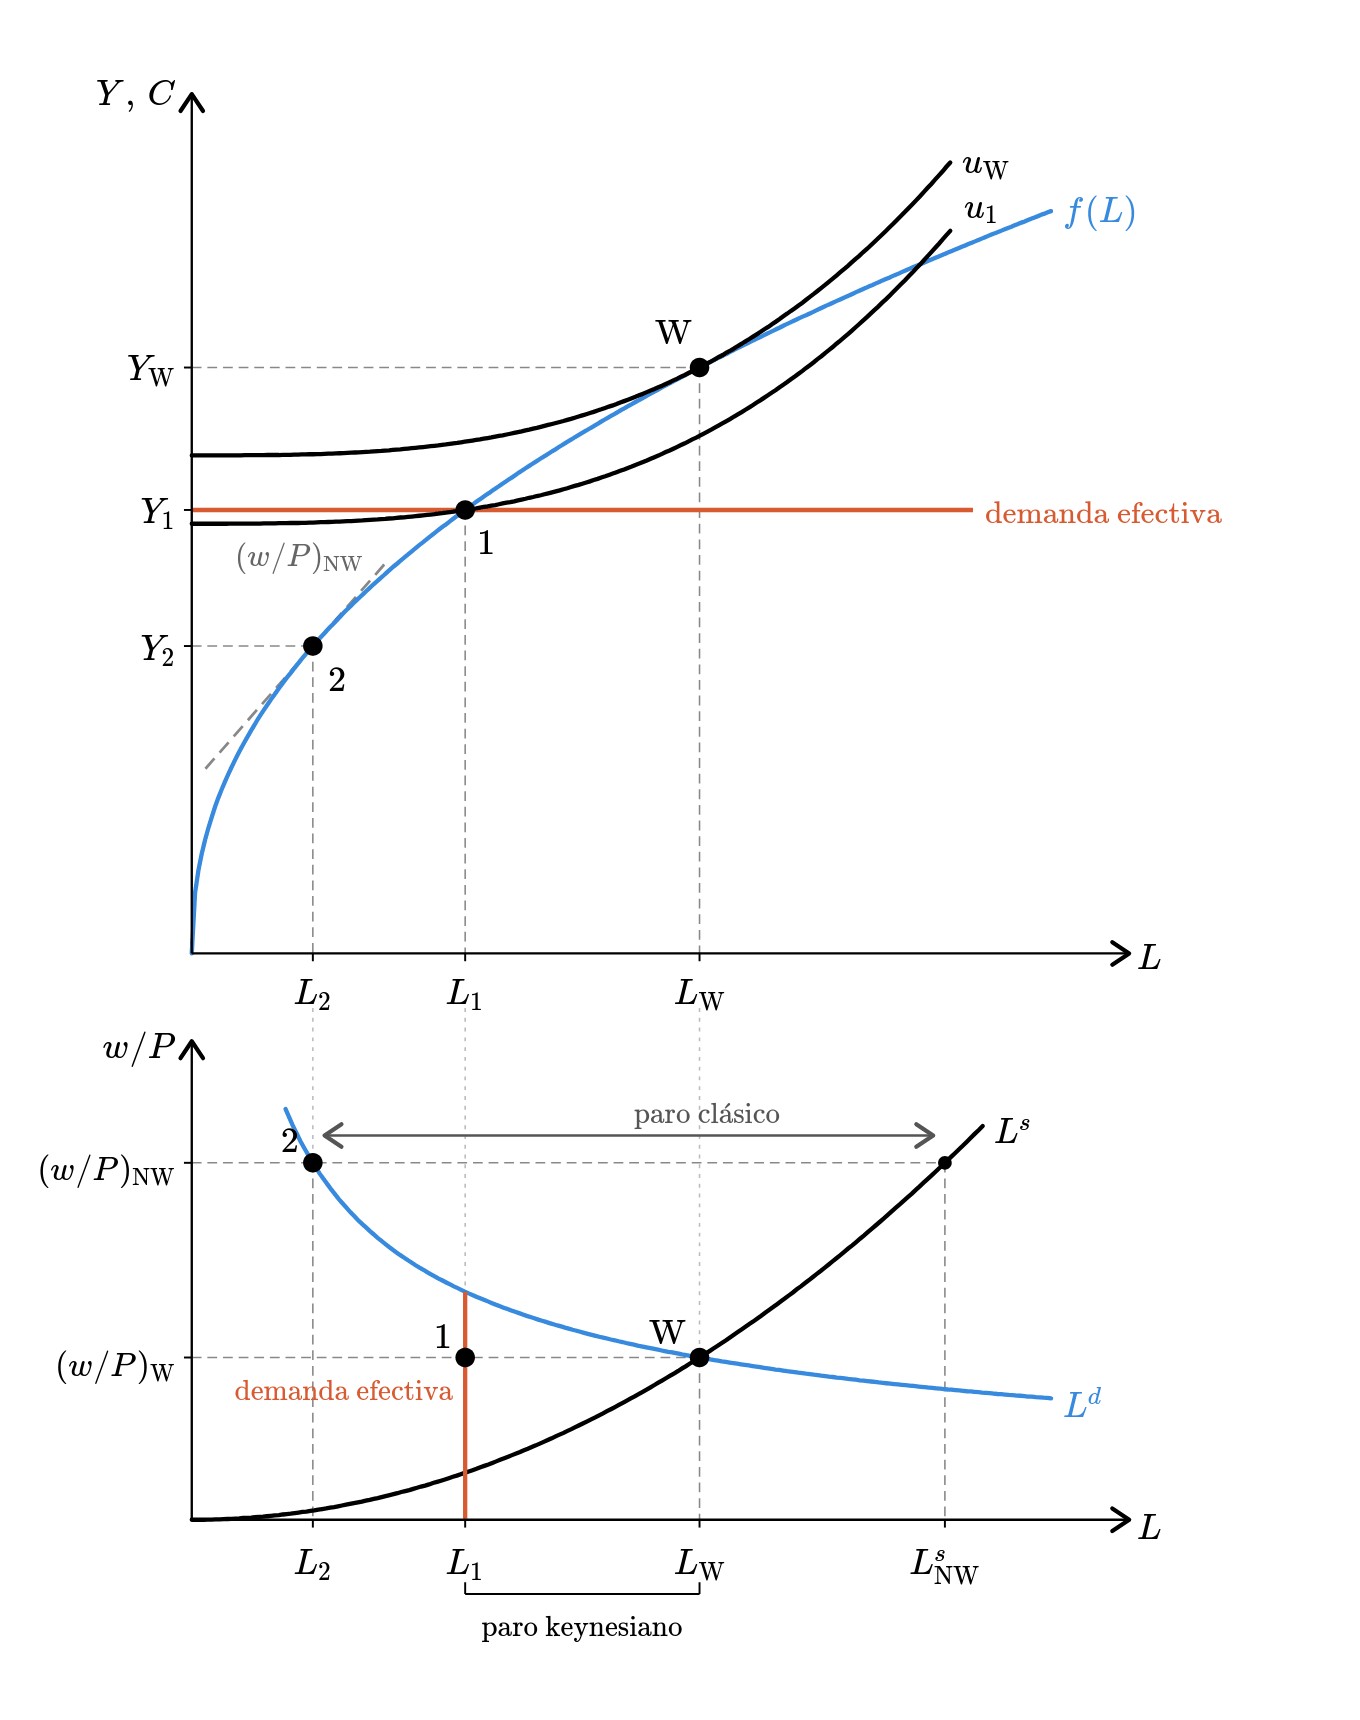 Y, C
u_W
u_1
f(L)
W
Y_W
Y_1
demanda efectiva
1
(w/P)_NW
Y_2
2
L
L_2
L_1
L_W
w/P
paro clásico
L^s
2
(w/P)_NW
1
W
(w/P)_W
demanda efectiva
L^d
L
L_2
L_1
L_W
L^s_NW
paro keynesiano